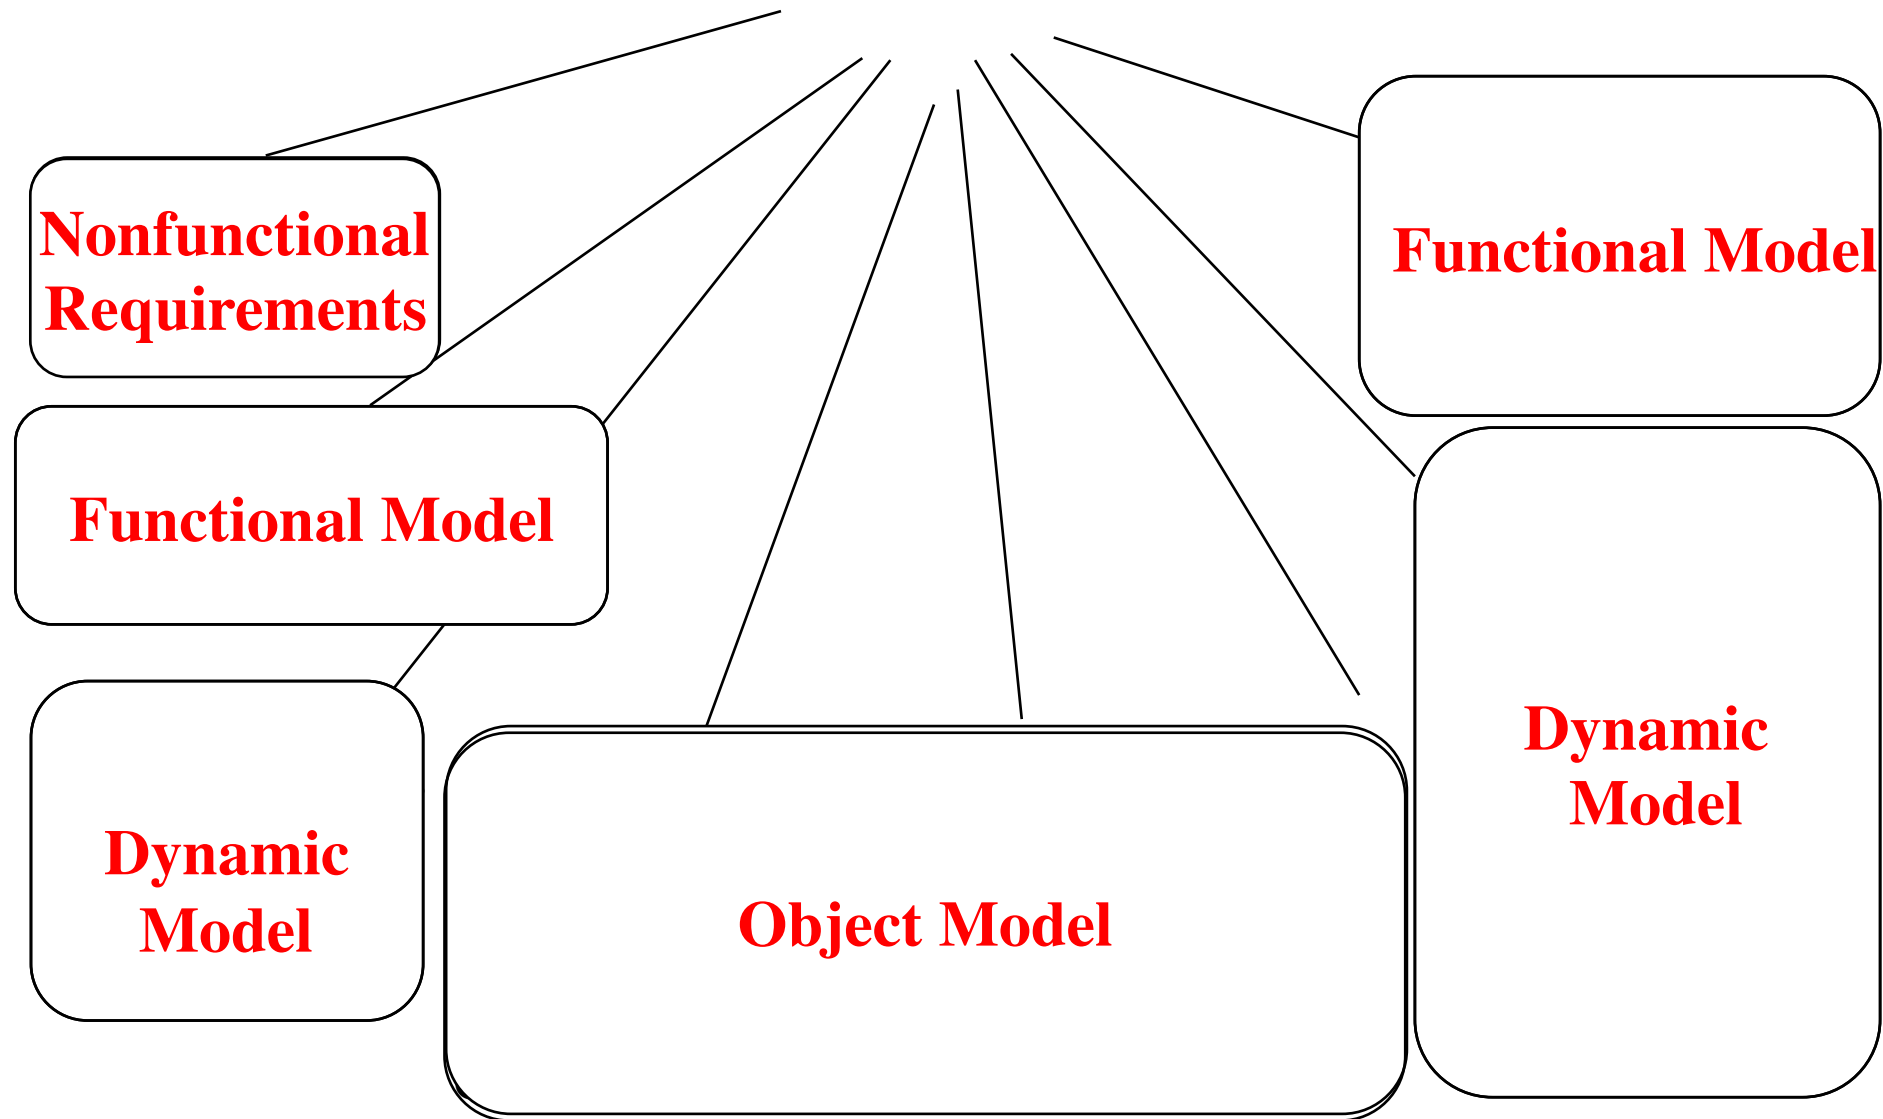 Nonfunctional
Requirements
Functional Model
Functional Model
Dynamic
Model
Dynamic
Model
Object Model